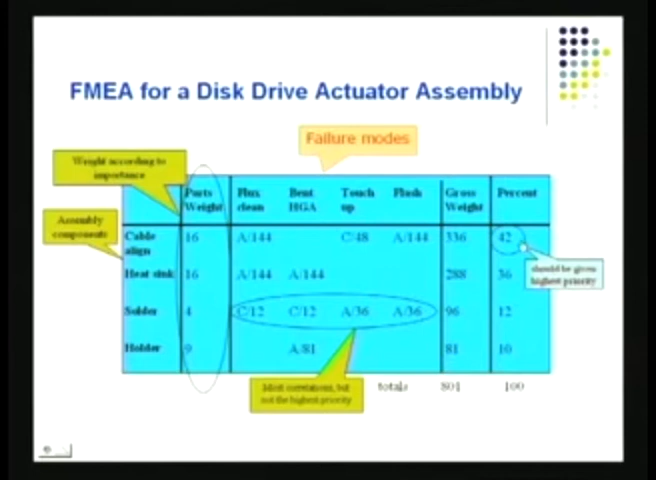 FMEA for a Disk Drive Actuator Assembly
Failure modes
Weight according to
importance
Assembly
components
Parts Flux Bent Touch Flash Gross Percent
Weight clean HGA up Weight
Cable 16 A/144 C/48 A/144 336 42
align
should be given
highest priority
Heat sink 16 A/144 A/144 288 36
Solder 4 C/12 C/12 A/36 A/36 96 12
Holder 9 A/81 81 10
Most correlations, but
not the highest priority
totals 801 100